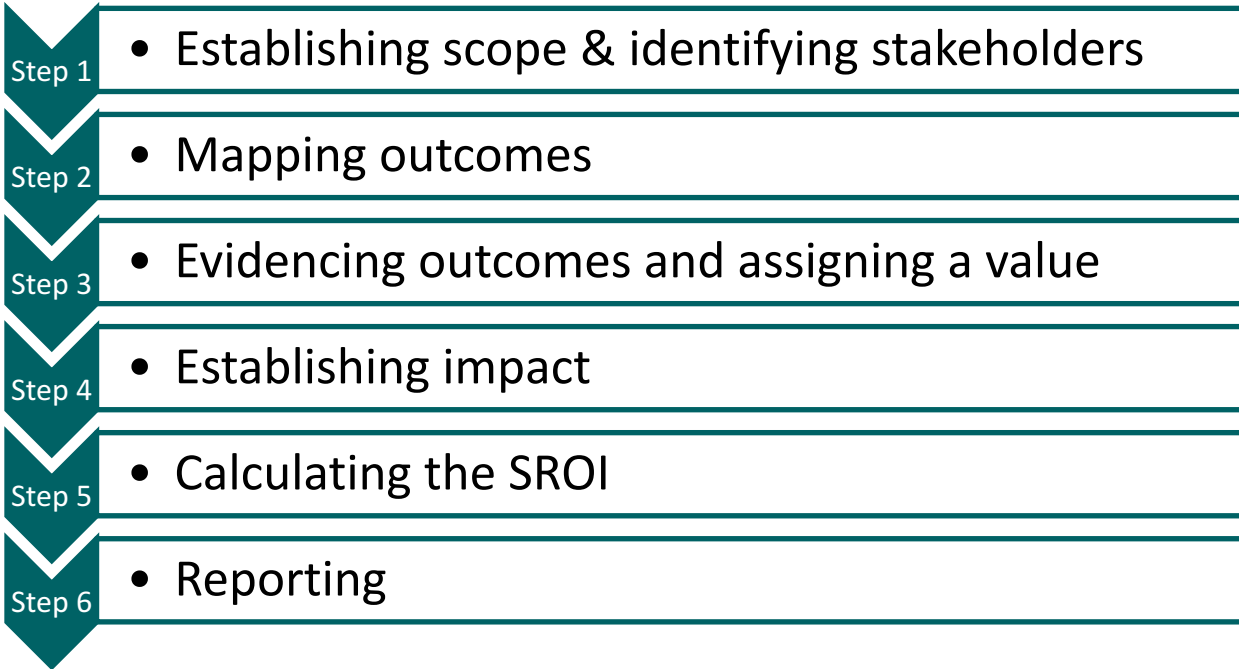 Step 1
• Establishing scope & identifying stakeholders
Step 2
• Mapping outcomes
Step 3
• Evidencing outcomes and assigning a value
Step 4
• Establishing impact
Step 5
• Calculating the SROI
Step 6
• Reporting